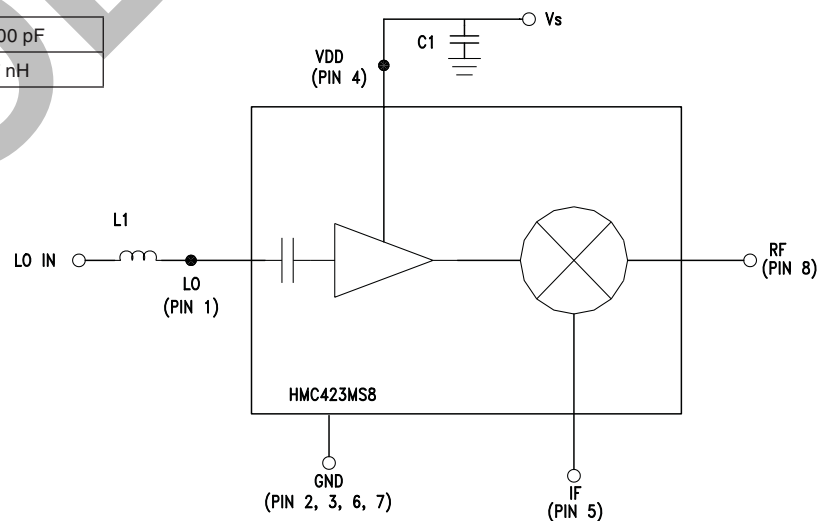 00 pF
nH
Vs
C1
VDD
(PIN 4)
L1
LO IN
LO
(PIN 1)
RF
(PIN 8)
HMC423MS8
GND
(PIN 2, 3, 6, 7)
IF
(PIN 5)